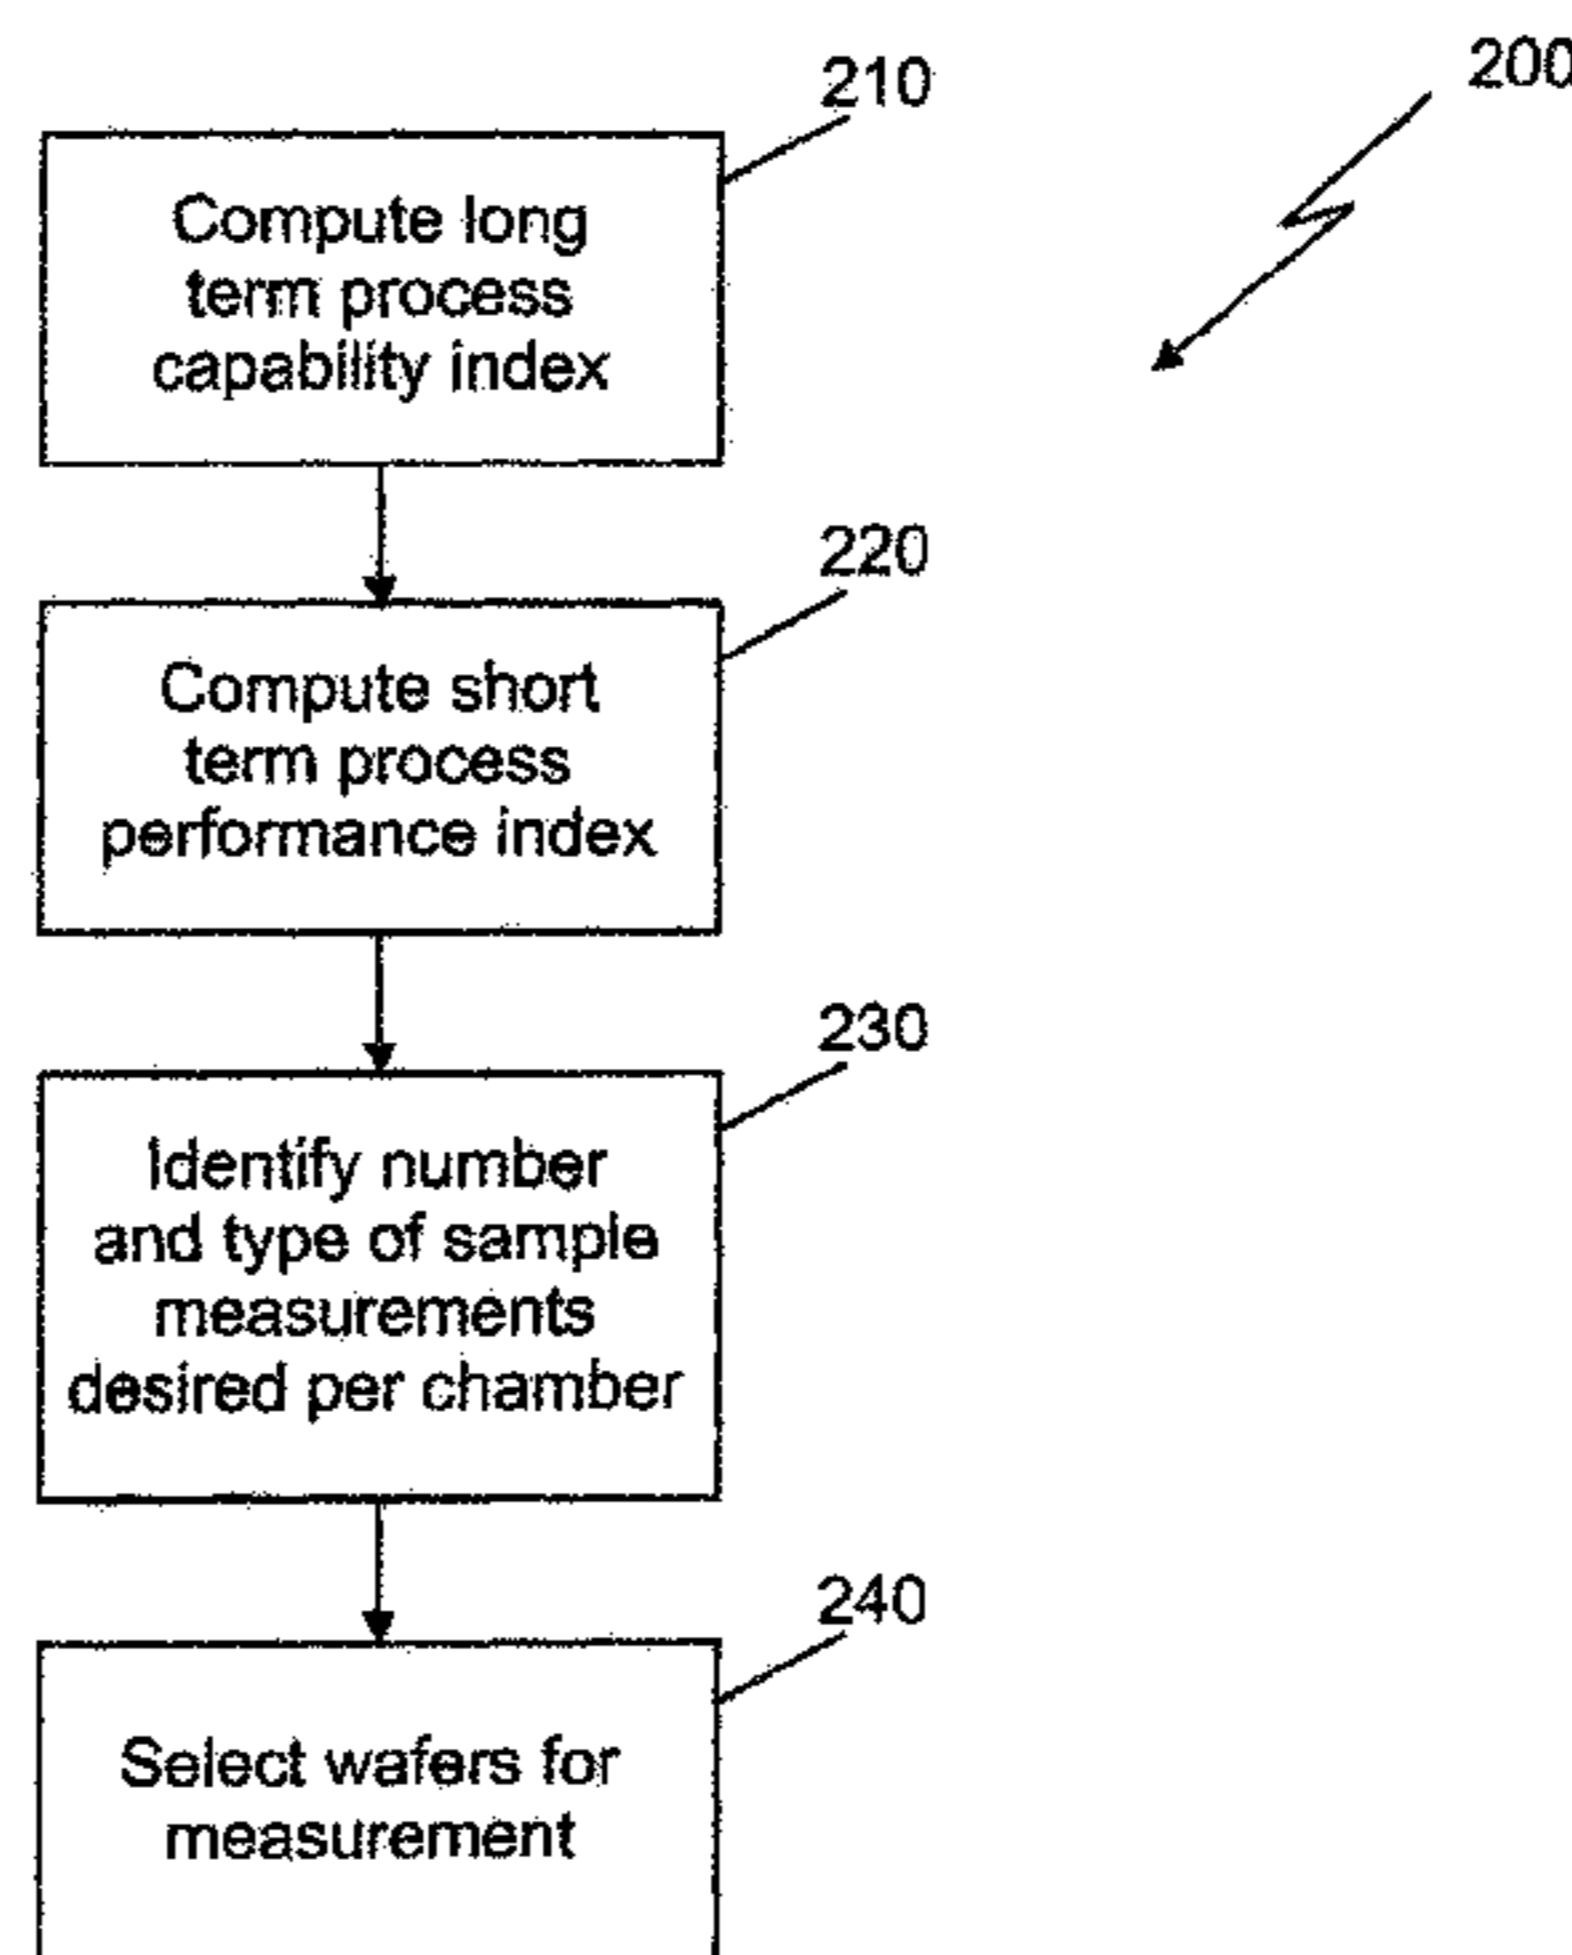 200
210
Compute long
term process
capability index
220
Compute short
term process
performance index
230
Identify number
and type of sample
measurements
desired per chamber
240
Select wafers for
measurement